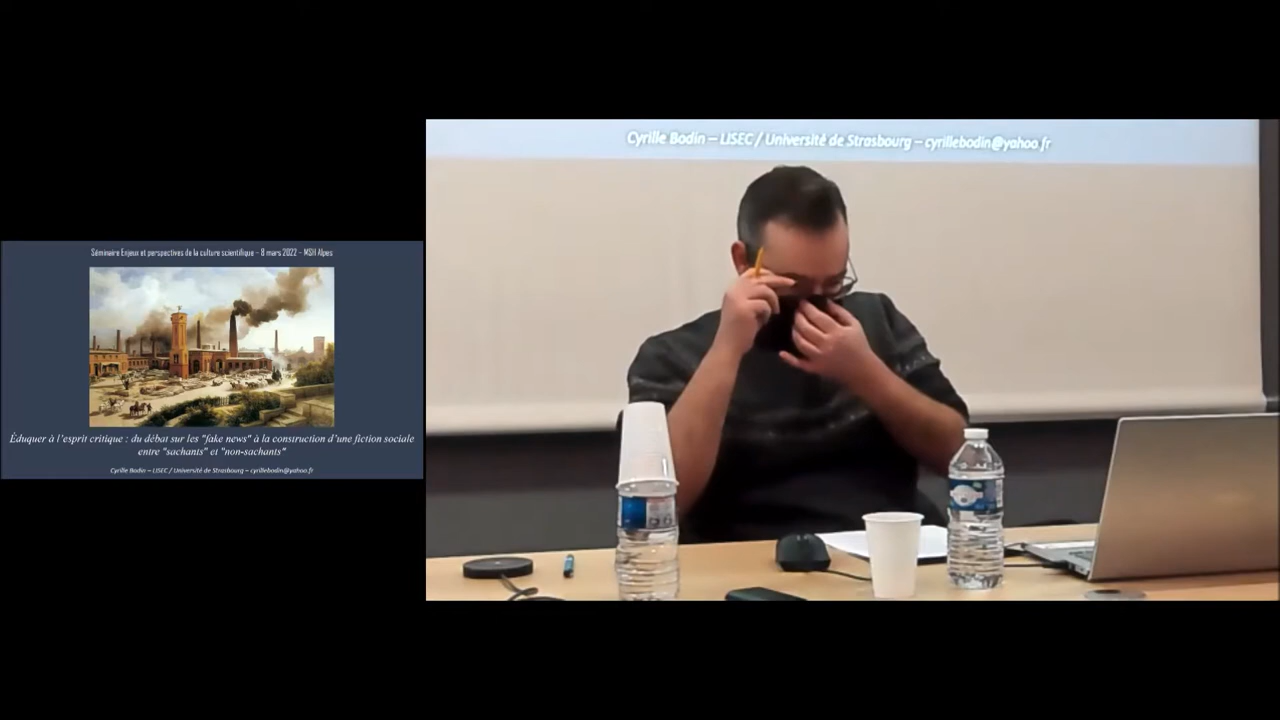 Séminaire Enjeux et perspectives de la culture scientifique – 8 mars 2022 – MSH Alpes
Éduquer à l'esprit critique : du débat sur les "fake news" à la construction d'une fiction sociale
entre "sachants" et "non-sachants"
Cyrille Bodin – LISEC / Université de Strasbourg – cyrillebodin@yahoo.fr
Cyrille Bodin – LISEC / Université de Strasbourg – cyrillebodin@yahoo.fr